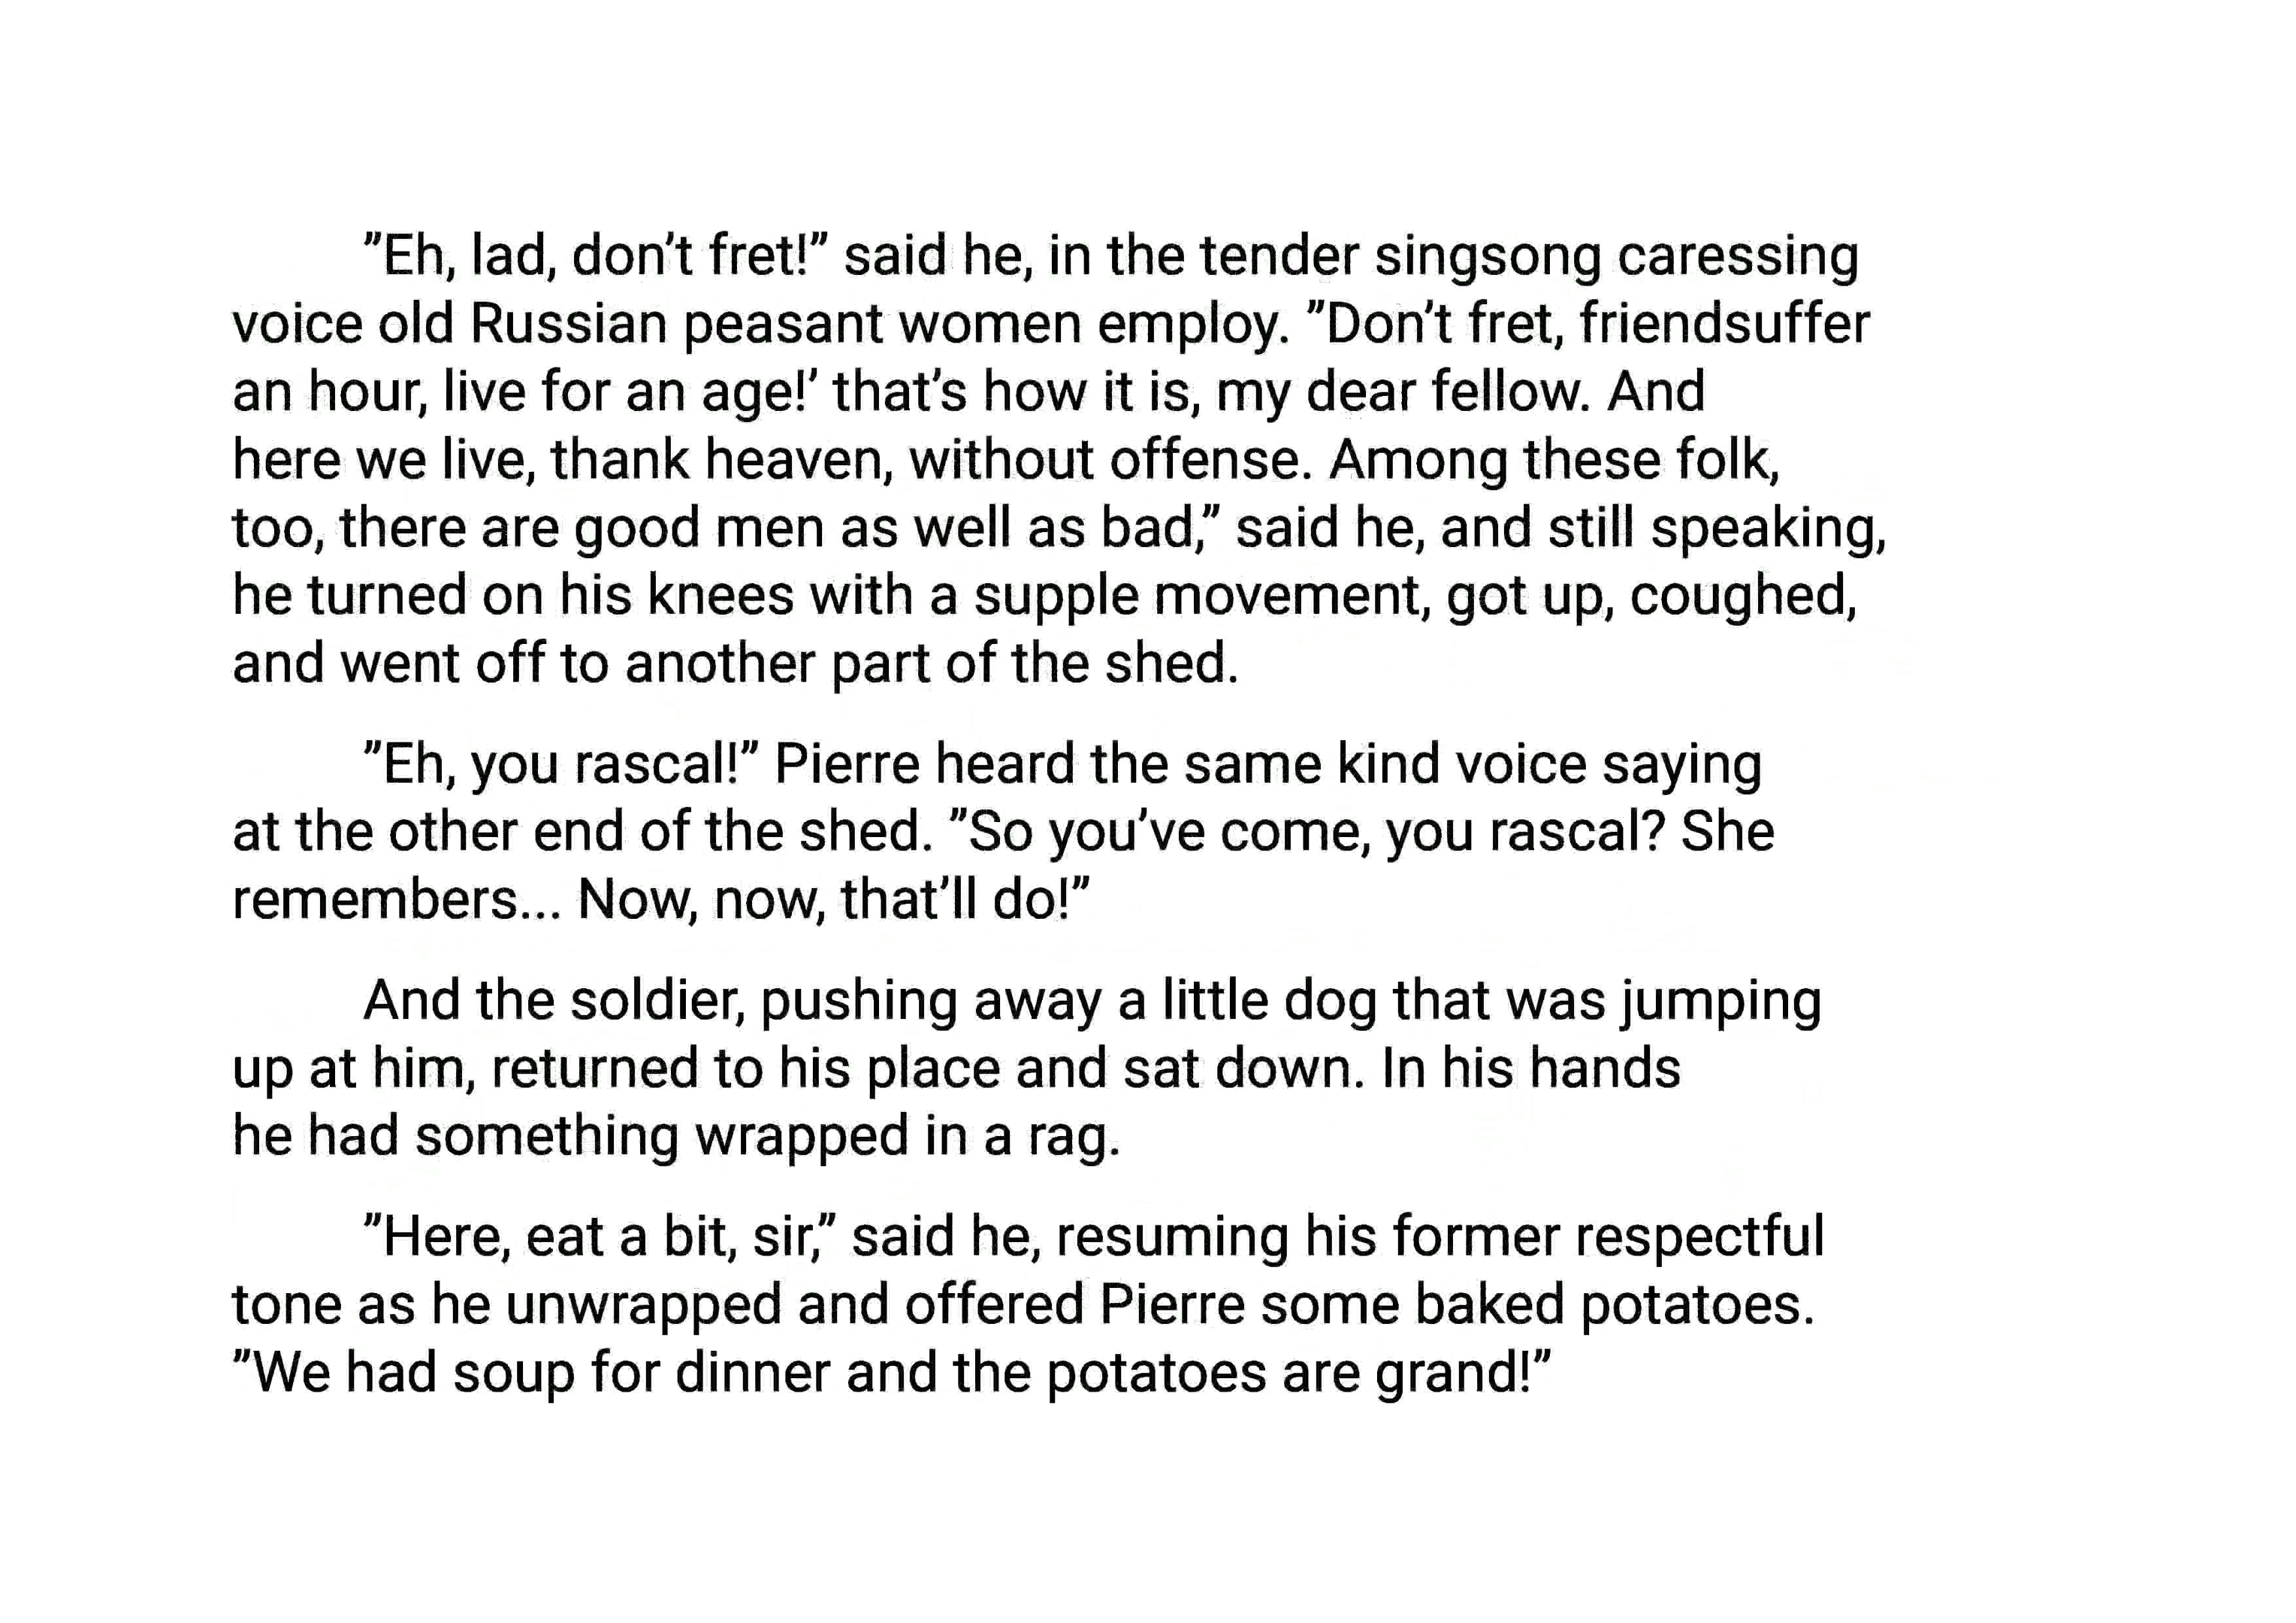 ”Eh, lad, don’t fret!” said he, in the tender singsong caressing
voice old Russian peasant women employ. ”Don’t fret, friendsuffer
an hour, live for an age!’ that’s how it is, my dear fellow. And
here we live, thank heaven, without offense. Among these folk,
too, there are good men as well as bad,” said he, and still speaking,
he turned on his knees with a supple movement, got up, coughed,
and went off to another part of the shed.
”Eh, you rascal!” Pierre heard the same kind voice saying
at the other end of the shed. ”So you’ve come, you rascal? She
remembers... Now, now, that’ll do!”
And the soldier, pushing away a little dog that was jumping
up at him, returned to his place and sat down. In his hands
he had something wrapped in a rag.
”Here, eat a bit, sir,” said he, resuming his former respectful
tone as he unwrapped and offered Pierre some baked potatoes.
”We had soup for dinner and the potatoes are grand!”